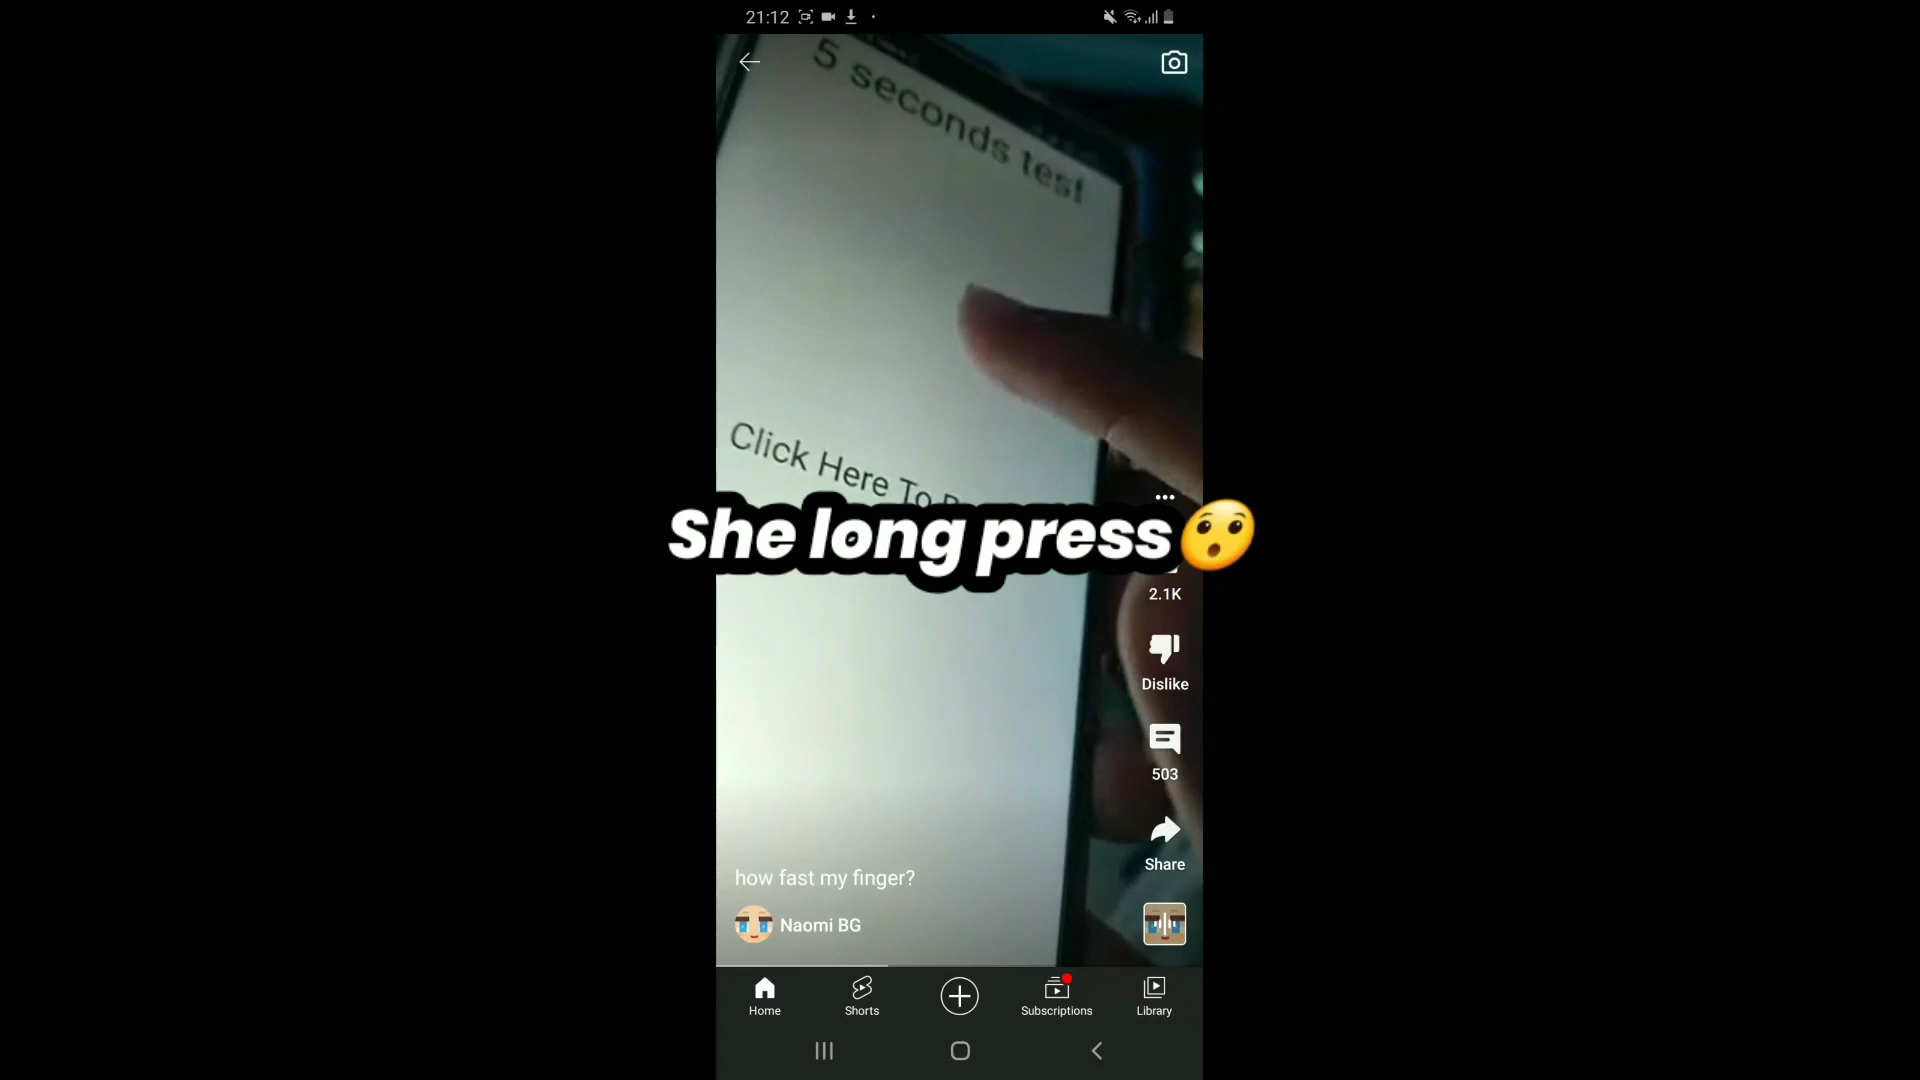 21:12
5 seconds test
Click Here To
She long press😯
2.1K
Dislike
503
Share
how fast my finger?
Naomi BG
Home
Shorts
Subscriptions
Library